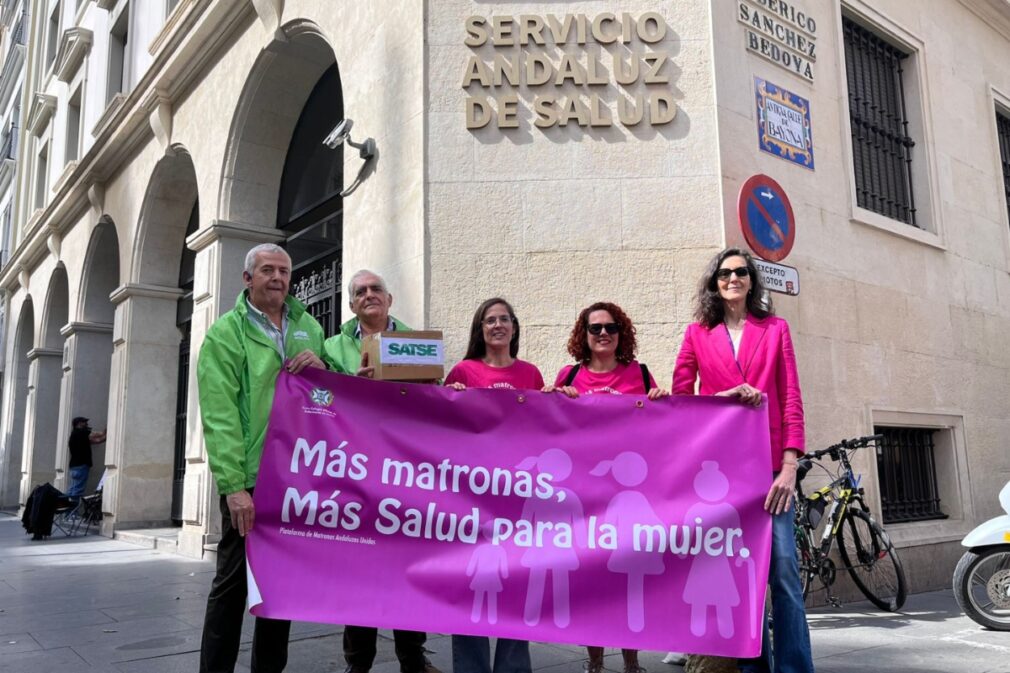 SERVICIO
ANDALUZ
DE SALUD
SANCHEZ
BEDOYA
ANTIGUA CALLE
DE
BAYONA
EXCEPTO
MOTOS
SATSE
Más matronas,
Más Salud para la mujer.
Plataforma de Matronas Andaluzas Unidas